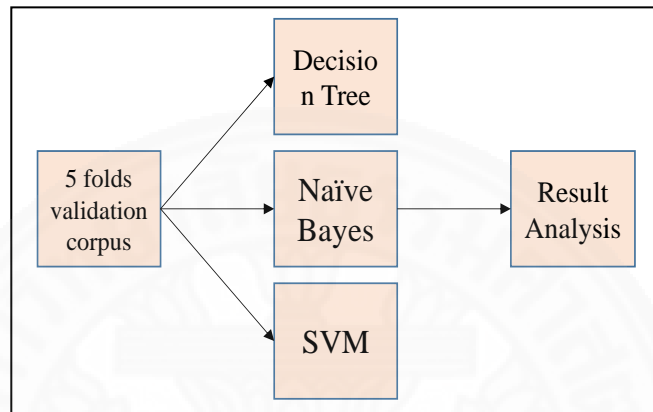 Decisio
n Tree
5 folds
validation
corpus
Naïve
Bayes
Result
Analysis
SVM